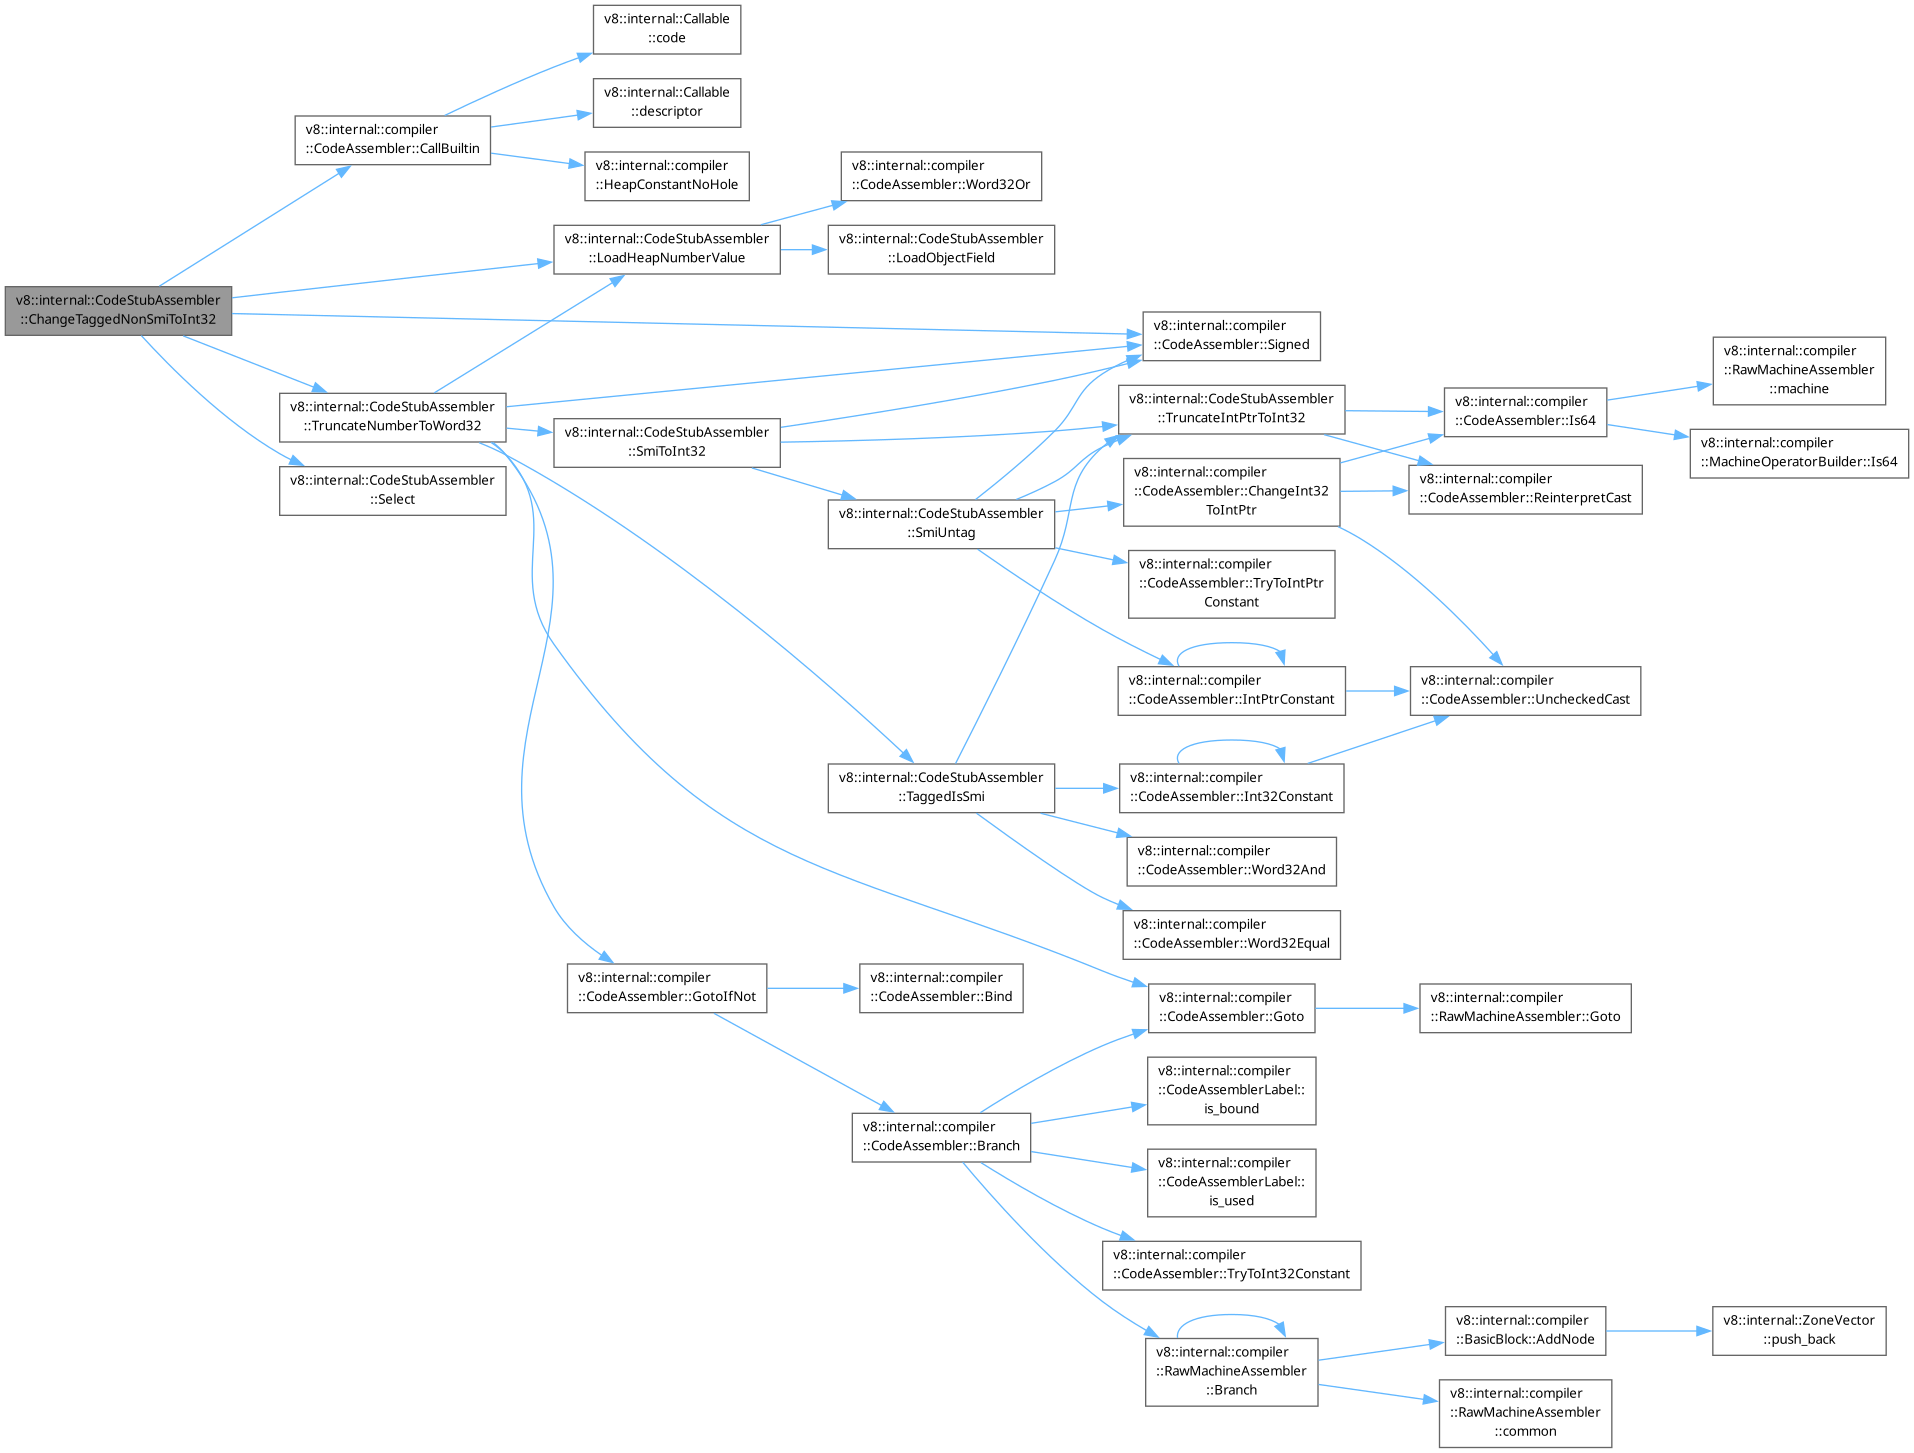 v8::internal::Callable
::code
v8::internal::Callable
::descriptor
v8::internal::compiler
::CodeAssembler::CallBuiltin
v8::internal::compiler
::HeapConstantNoHole
v8::internal::compiler
::CodeAssembler::Word32Or
v8::internal::CodeStubAssembler
::LoadHeapNumberValue
v8::internal::CodeStubAssembler
::LoadObjectField
v8::internal::CodeStubAssembler
::ChangeTaggedNonSmiToInt32
v8::internal::compiler
::CodeAssembler::Signed
v8::internal::compiler
::RawMachineAssembler
::machine
v8::internal::CodeStubAssembler
::TruncateNumberToWord32
v8::internal::CodeStubAssembler
::SmiToInt32
v8::internal::CodeStubAssembler
::TruncateIntPtrToInt32
v8::internal::compiler
::CodeAssembler::Is64
v8::internal::compiler
::MachineOperatorBuilder::Is64
v8::internal::CodeStubAssembler
::Select
v8::internal::compiler
::CodeAssembler::ChangeInt32
ToIntPtr
v8::internal::compiler
::CodeAssembler::ReinterpretCast
v8::internal::CodeStubAssembler
::SmiUntag
v8::internal::compiler
::CodeAssembler::TryToIntPtr
Constant
v8::internal::compiler
::CodeAssembler::IntPtrConstant
v8::internal::compiler
::CodeAssembler::UncheckedCast
v8::internal::CodeStubAssembler
::TaggedIsSmi
v8::internal::compiler
::CodeAssembler::Int32Constant
v8::internal::compiler
::CodeAssembler::Word32And
v8::internal::compiler
::CodeAssembler::Word32Equal
v8::internal::compiler
::CodeAssembler::GotoIfNot
v8::internal::compiler
::CodeAssembler::Bind
v8::internal::compiler
::CodeAssembler::Goto
v8::internal::compiler
::RawMachineAssembler::Goto
v8::internal::compiler
::CodeAssemblerLabel::
is_bound
v8::internal::compiler
::CodeAssembler::Branch
v8::internal::compiler
::CodeAssemblerLabel::
is_used
v8::internal::compiler
::CodeAssembler::TryToInt32Constant
v8::internal::compiler
::RawMachineAssembler
::Branch
v8::internal::compiler
::BasicBlock::AddNode
v8::internal::ZoneVector
::push_back
v8::internal::compiler
::RawMachineAssembler
::common